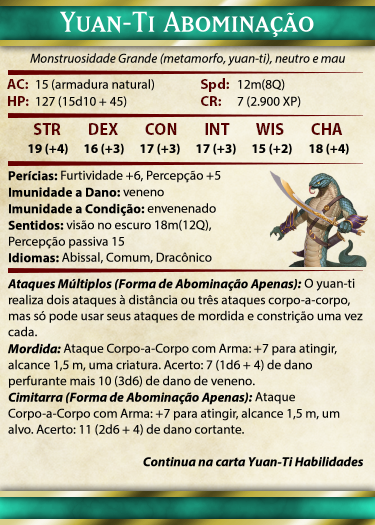 Yuan-Ti Abominação
Monstruosidade Grande (metamorfo, yuan-ti), neutro e mau
AC: 15 (armadura natural) Spd: 12m(8Q)
HP: 127 (15d10 + 45) CR: 7 (2.900 XP)
STR DEX CON INT WIS CHA
19 (+4) 16 (+3) 17 (+3) 17 (+3) 15 (+2) 18 (+4)
Perícias: Furtividade +6, Percepção +5
Imunidade a Dano: veneno
Imunidade a Condição: envenenado
Sentidos: visão no escuro 18m(12Q),
Percepção passiva 15
Idiomas: Abissal, Comum, Dracônico
Ataques Múltiplos (Forma de Abominação Apenas): O yuan-ti
realiza dois ataques à distância ou três ataques corpo-a-corpo,
mas só pode usar seus ataques de mordida e constrição uma vez
cada.
Mordida: Ataque Corpo-a-Corpo com Arma: +7 para atingir,
alcance 1,5 m, uma criatura. Acerto: 7 (1d6 + 4) de dano
perfurante mais 10 (3d6) de dano de veneno.
Cimitarra (Forma de Abominação Apenas): Ataque
Corpo-a-Corpo com Arma: +7 para atingir, alcance 1,5 m, um
alvo. Acerto: 11 (2d6 + 4) de dano cortante.
Continua na carta Yuan-Ti Habilidades